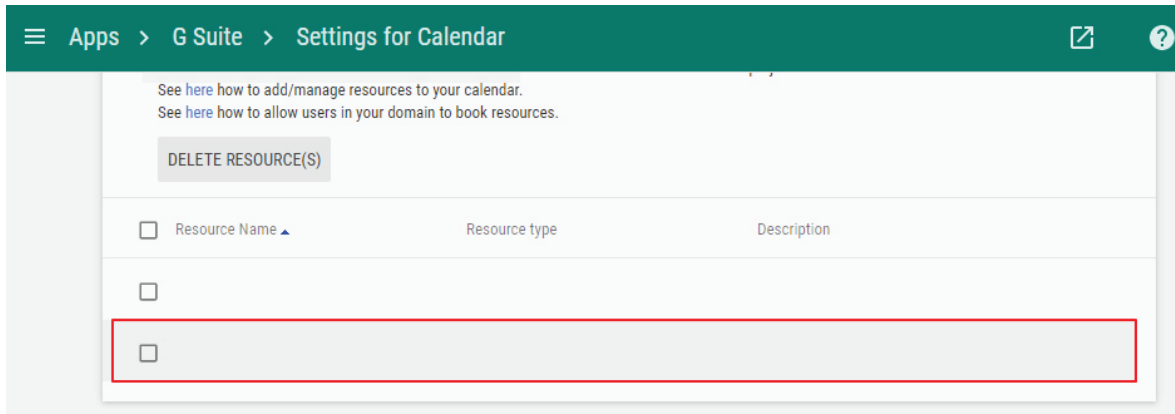 Apps > G Suite > Settings for Calendar
See here how to add/manage resources to your calendar.
See here how to allow users in your domain to book resources.
DELETE RESOURCE(S)
Resource Name Resource type Description